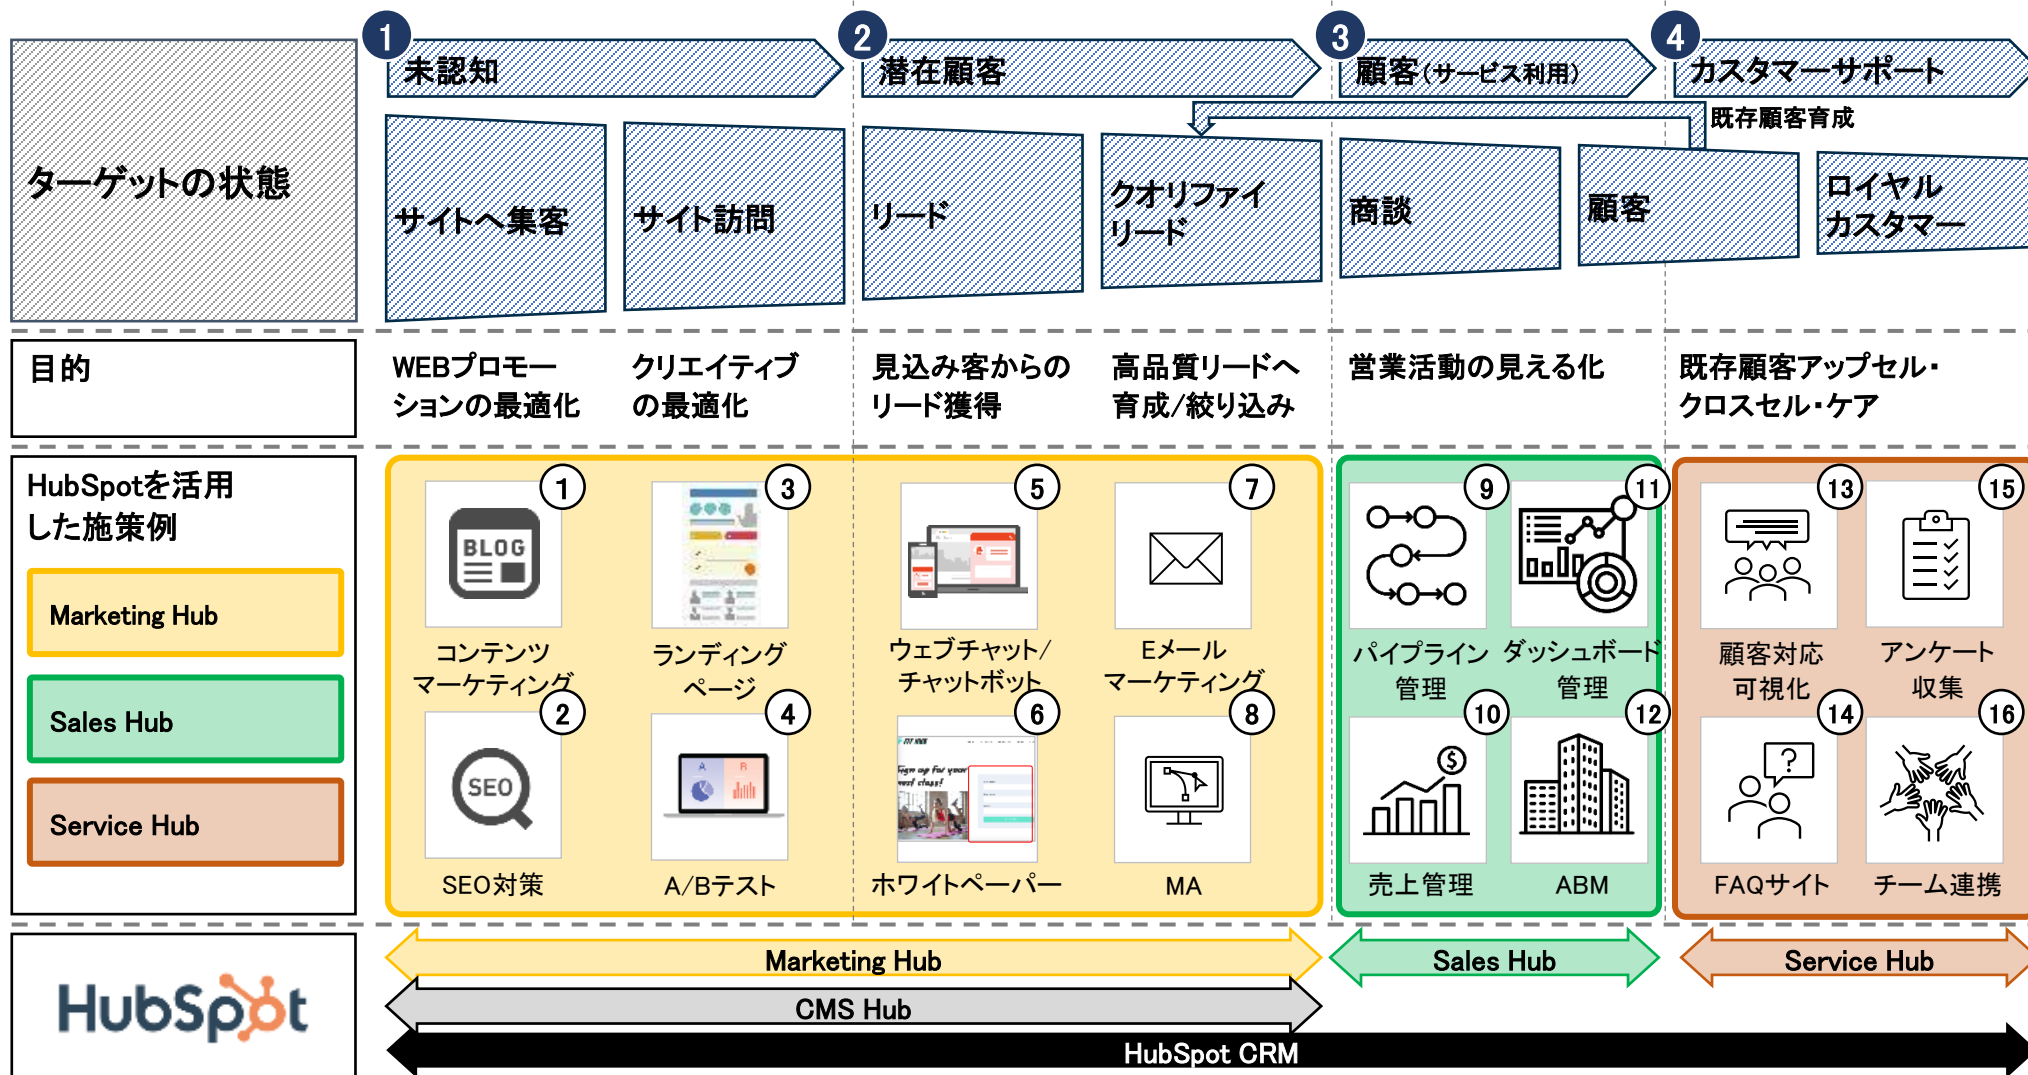 1
未認知
2
潜在顧客
3
顧客(サービス利用)
4
カスタマーサポート
既存顧客育成
ターゲットの状態
サイトへ集客
サイト訪問
リード
クオリファイ
リード
商談
顧客
ロイヤル
カスタマー
目的
WEBプロモー
ションの最適化
クリエイティブ
の最適化
見込み客からの
リード獲得
高品質リードへ
育成/絞り込み
営業活動の見える化
既存顧客アップセル・
クロスセル・ケア
HubSpotを活用
した施策例
Marketing Hub
Sales Hub
Service Hub
1
BLOG
コンテンツ
マーケティング
2
SEO
SEO対策
3
ランディング
ページ
4
A
B
A/Bテスト
5
ウェブチャット/
チャットボット
6
Sign up for your
next class!
ホワイトペーパー
7
Eメール
マーケティング
8
MA
9
パイプライン
管理
10
$
売上管理
11
ダッシュボード
管理
12
ABM
13
顧客対応
可視化
14
?
FAQサイト
15
アンケート
収集
16
チーム連携
HubSpot
Marketing Hub
Sales Hub
Service Hub
CMS Hub
HubSpot CRM